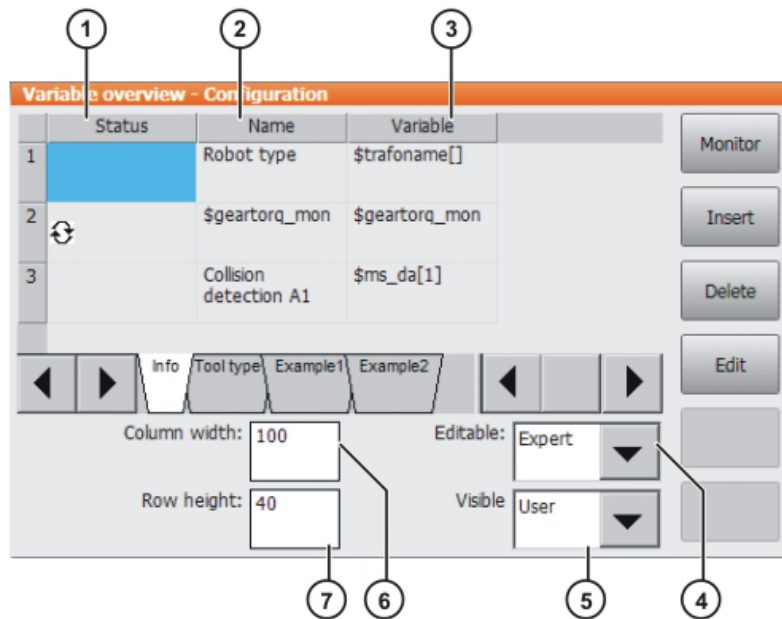 1 2 3
Variable overview - Configuration
Status Name Variable
1 Robot type $trafoname[]
Monitor
2 $geartorq_mon $geartorq_mon
Insert
3 Collision $ms_da[1]
detection A1
Delete
Info Tool type Example1 Example2
Edit
Column width: 100 Editable: Expert
Row height: 40 Visible User
7 6 5 4